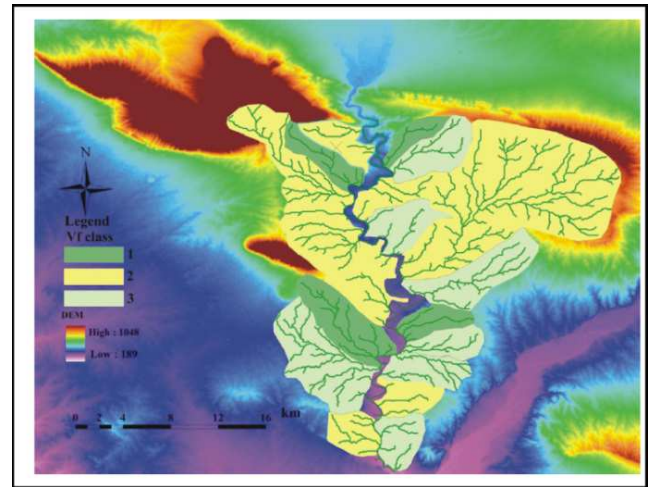 N
Legend
Vf class
1
2
3
DEM
High : 1048
Low : 189
0 2 4 8 12 16
km